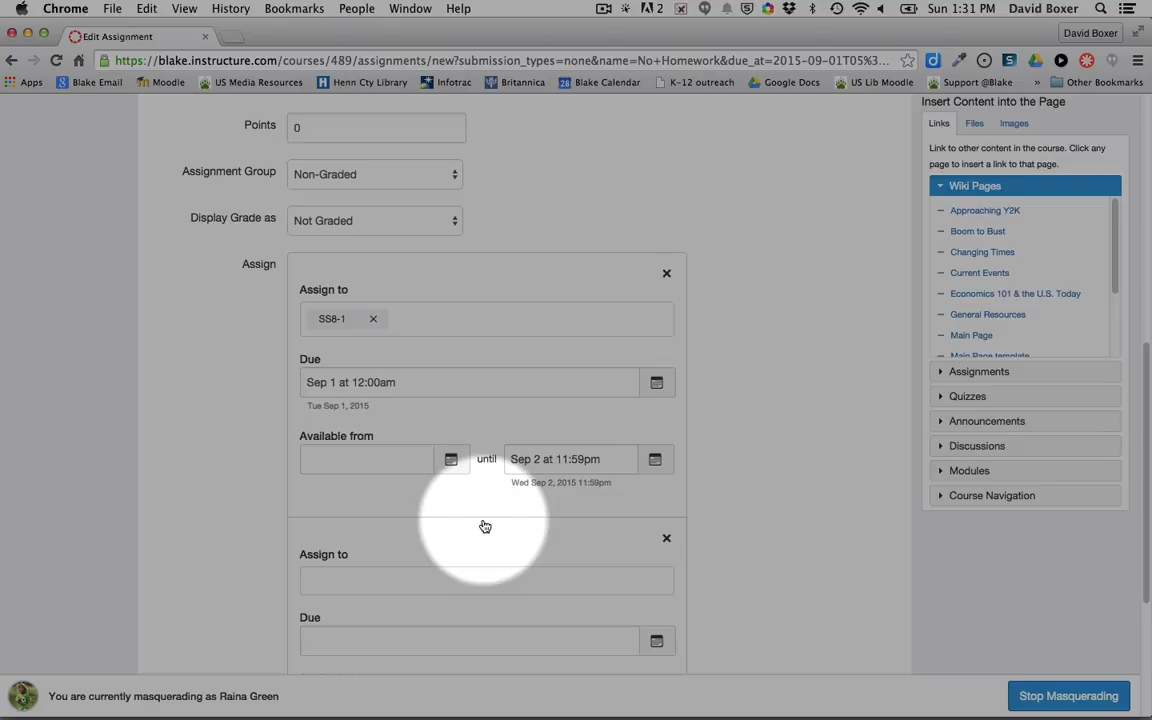 Chrome File Edit View History Bookmarks People Window Help 2 Sun 1:31 PM David Boxer
Edit Assignment × David Boxer
https://blake.instructure.com/courses/489/assignments/new?submission_types=none&name=No+Homework&due_at=2015-09-01T05%3...
Apps Blake Email Moodle US Media Resources Henn Cty Library Infotrac Britannica 28 Blake Calendar K-12 outreach Google Docs US Lib Moodle Support @Blake » Other Bookmarks
Insert Content into the Page
Links Files Images
Link to other content in the course. Click any
page to insert a link to that page.
Wiki Pages
Approaching Y2K
Boom to Bust
Changing Times
Current Events
Economics 101 & the U.S. Today
General Resources
Main Page
Main Page template
Assignments
Quizzes
Announcements
Discussions
Modules
Course Navigation
Points 0
Assignment Group Non-Graded
Display Grade as Not Graded
Assign
Assign to
SS8-1 ×
Due
Sep 1 at 12:00am
Tue Sep 1, 2015
Available from
until Sep 2 at 11:59pm
Wed Sep 2, 2015 11:59pm
Assign to
Due
You are currently masquerading as Raina Green Stop Masquerading